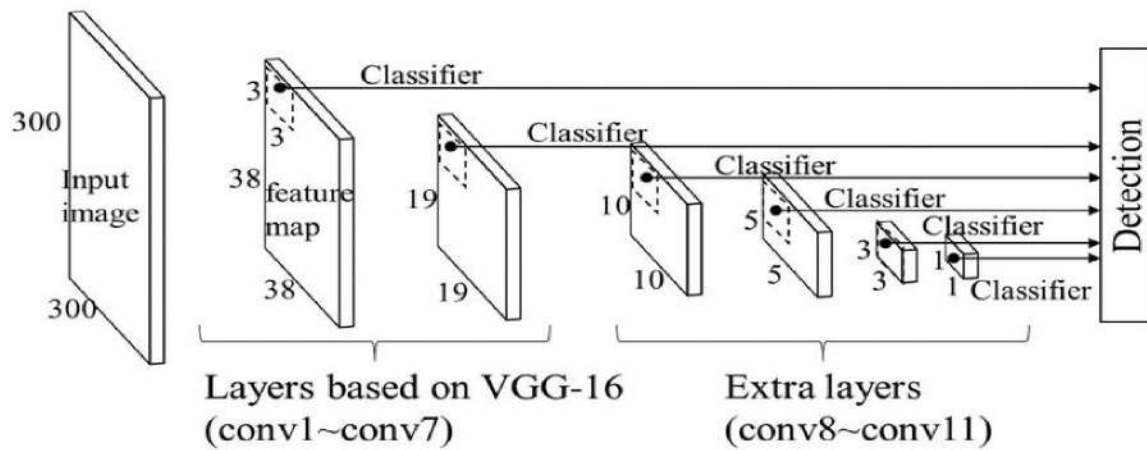 300
Input
image
300
3
3
38
feature
map
38
Classifier
19
19
Classifier
10
10
Classifier
5
5
Classifier
3
3
Classifier
1
1
Classifier
Detection
Layers based on VGG-16
(conv1~conv7)
Extra layers
(conv8~conv11)